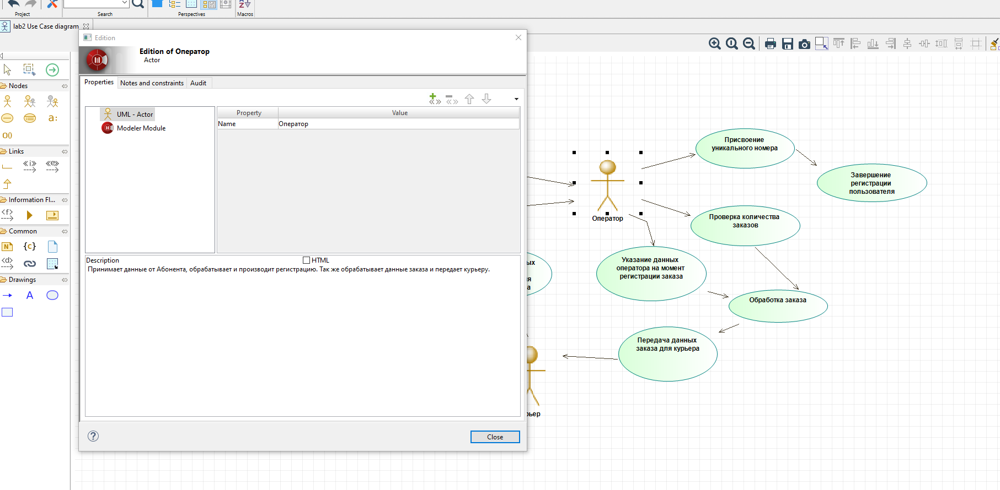 Project
Search
Perspectives
Macros
lab2 Use Case diagram
Edition
Edition of Оператор
Actor
Properties
Notes and constraints
Audit
UML - Actor
Modeler Module
Property
Value
Name
Оператор
Description
HTML
Принимает данные от Абонента, обрабатывает и производит регистрацию. Так же обрабатывает данные заказа и передает курьеру.
Close
Nodes
a:
O()
Links
«i»
«e»
Information Fl...
<f>
Common
N
{c}
<d>
Drawings
A
Присвоение
уникального номера
Завершение
регистрации
пользователя
Оператор
Проверка количества
заказов
Указание данных
оператора на момент
регистрации заказа
Обработка заказа
Передача данных
заказа для курьера
ых
я
а
ьер